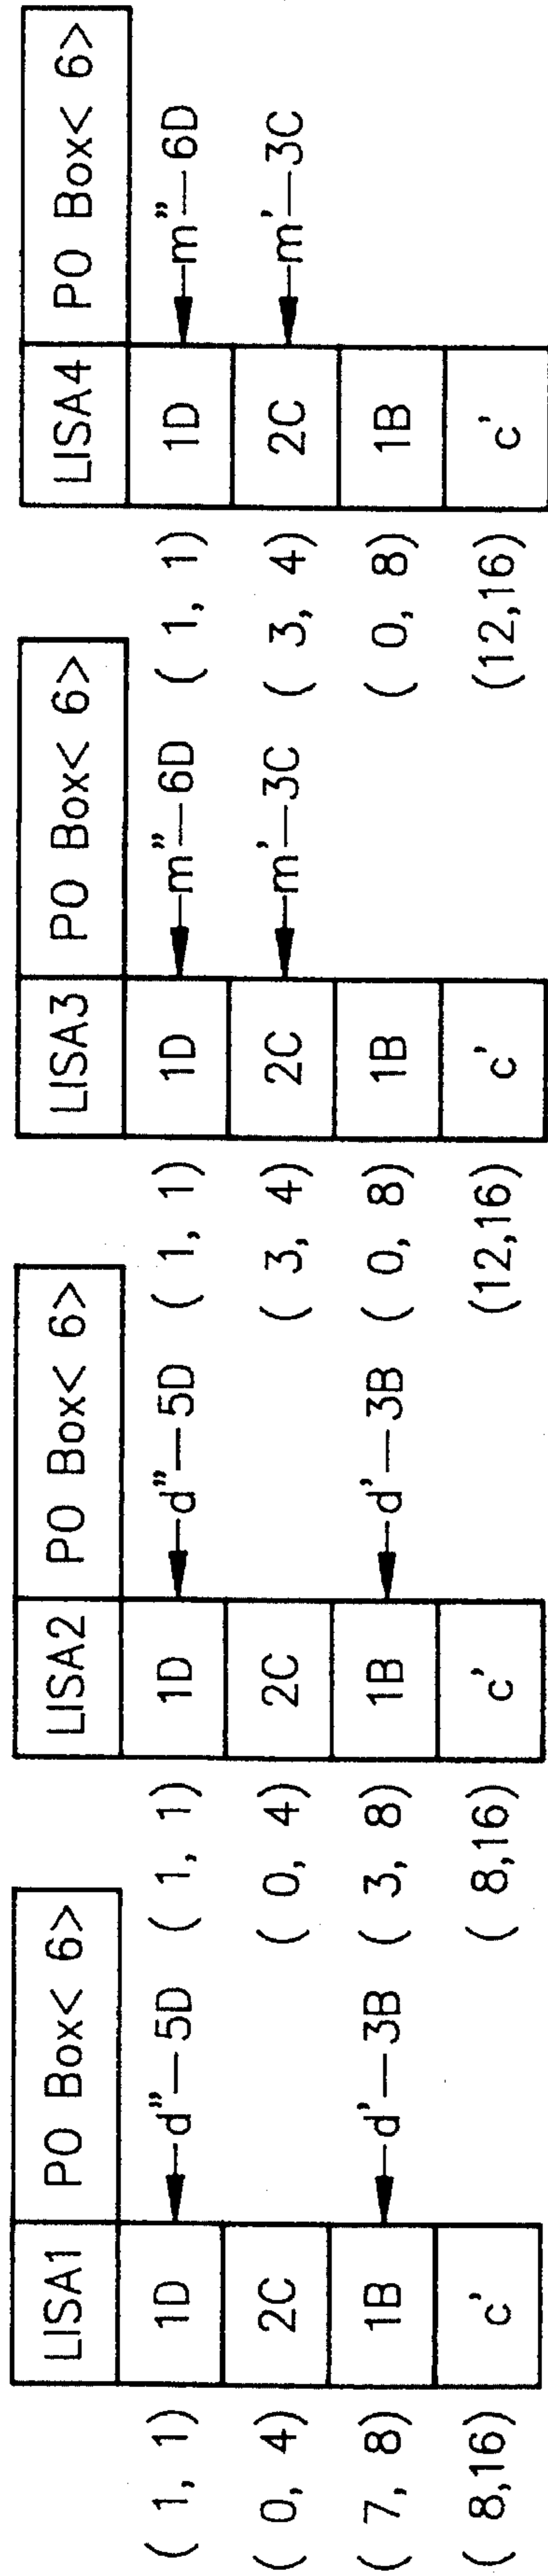 LISA1 PO Box< 6>
( 1, 1) 1D d"—5D
( 0, 4) 2C
( 7, 8) 1B d'—3B
( 8,16) c'
LISA2 PO Box< 6>
( 1, 1) 1D d"—5D
( 0, 4) 2C
( 3, 8) 1B d'—3B
( 8,16) c'
LISA3 PO Box< 6>
( 1, 1) 1D m"—6D
( 3, 4) 2C m'—3C
( 0, 8) 1B
(12,16) c'
LISA4 PO Box< 6>
( 1, 1) 1D m"—6D
( 3, 4) 2C m'—3C
( 0, 8) 1B
(12,16) c'